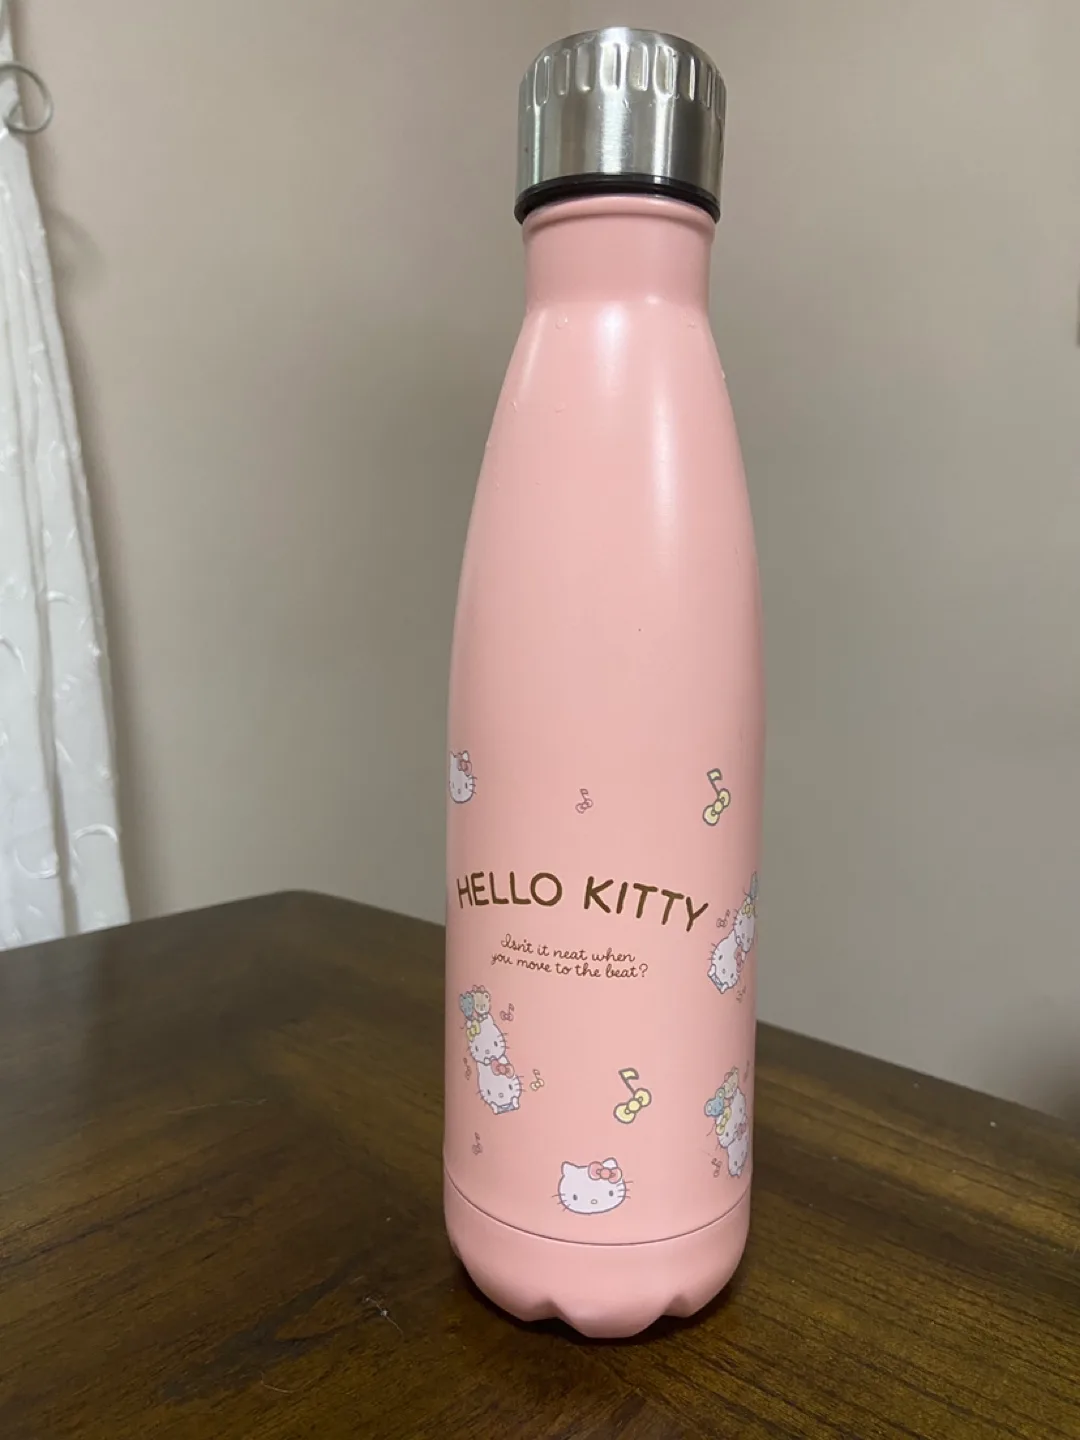 HELLO KITTY
Isn't it neat when
you move to the beat?